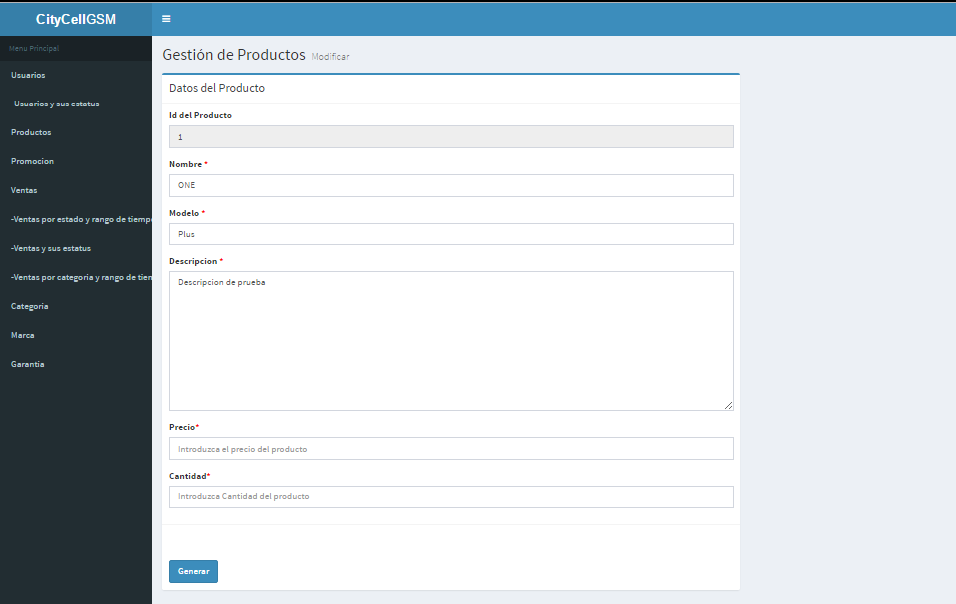 CityCellGSM
Menu Principal
Usuarios
Usuarios y sus estatus
Productos
Promocion
Ventas
-Ventas por estado y rango de tiempo
-Ventas y sus estatus
-Ventas por categoria y rango de tien
Categoria
Marca
Garantia
Gestión de Productos Modificar
Datos del Producto
Id del Producto
1
Nombre *
ONE
Modelo *
Plus
Descripcion *
Descripcion de prueba
Precio*
Introduzca el precio del producto
Cantidad*
Introduzca Cantidad del producto
Generar